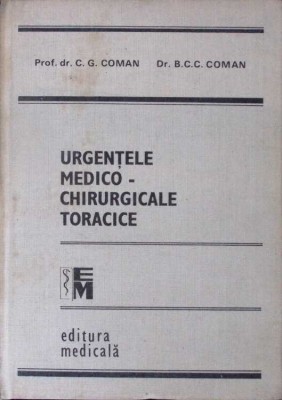 Prof. dr. C. G. COMAN Dr. B.C.C. COMAN
URGENȚELE
MEDICO -
CHIRURGICALE
TORACICE
EM
editura
medicală